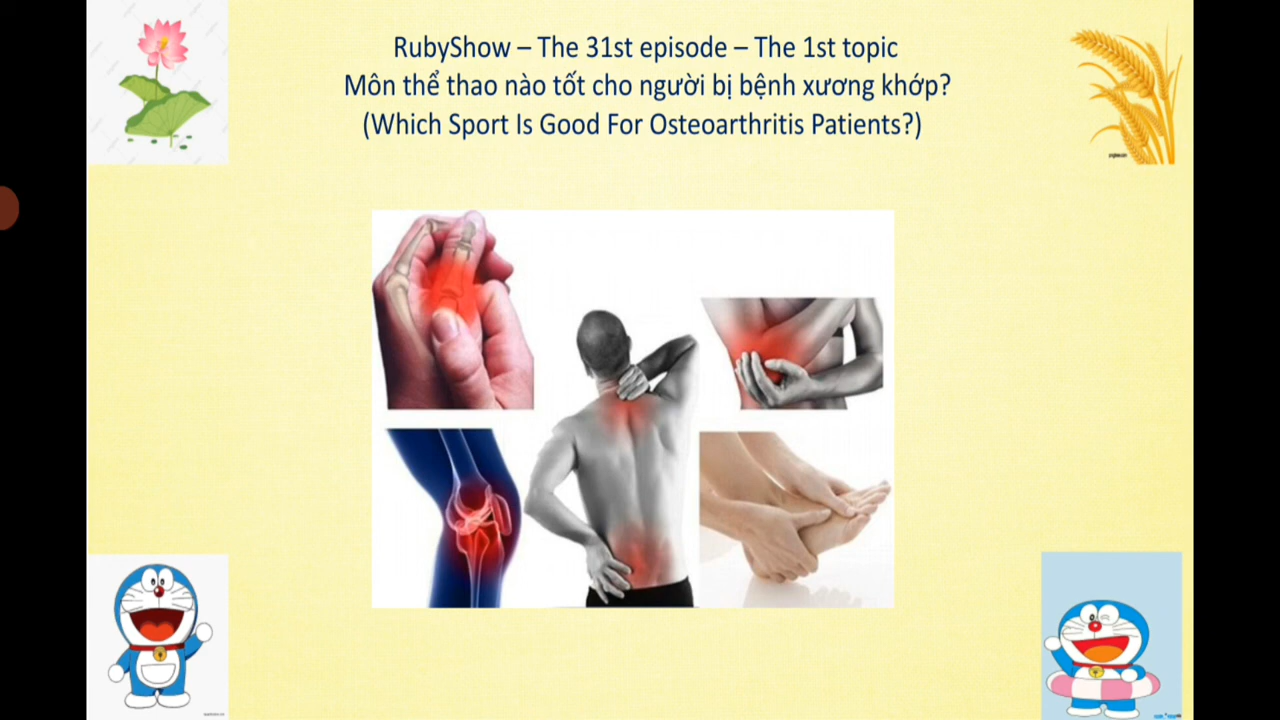 RubyShow – The 31st episode – The 1st topic
Môn thể thao nào tốt cho người bị bệnh xương khớp?
(Which Sport Is Good For Osteoarthritis Patients?)